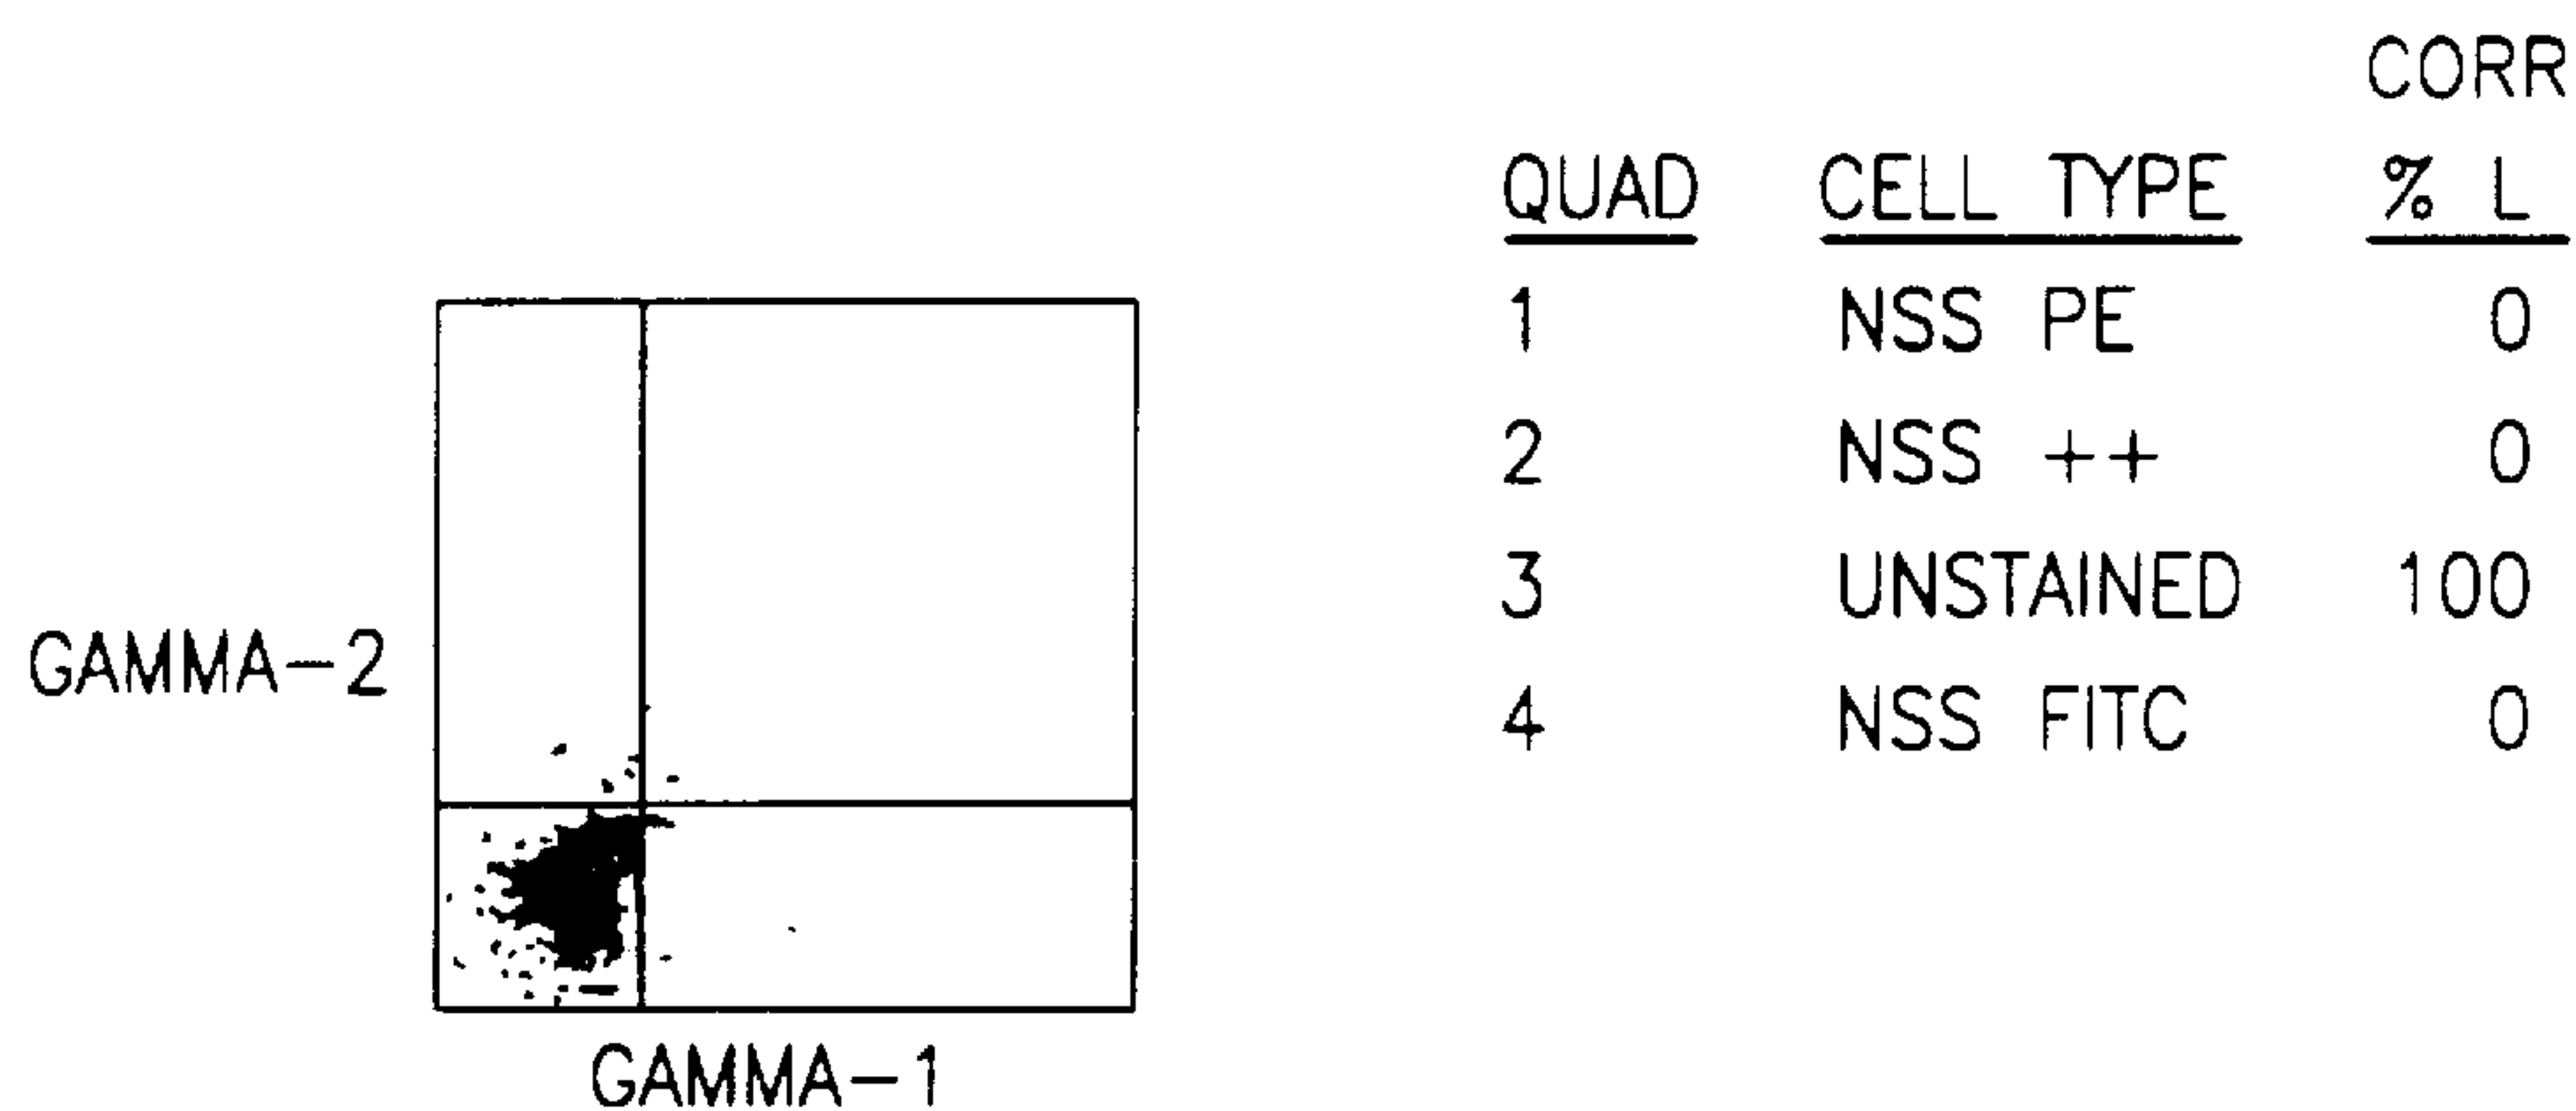 CORR
QUAD CELL TYPE % L
1 NSS PE 0
2 NSS ++ 0
3 UNSTAINED 100
4 NSS FITC 0
GAMMA-2
GAMMA-1